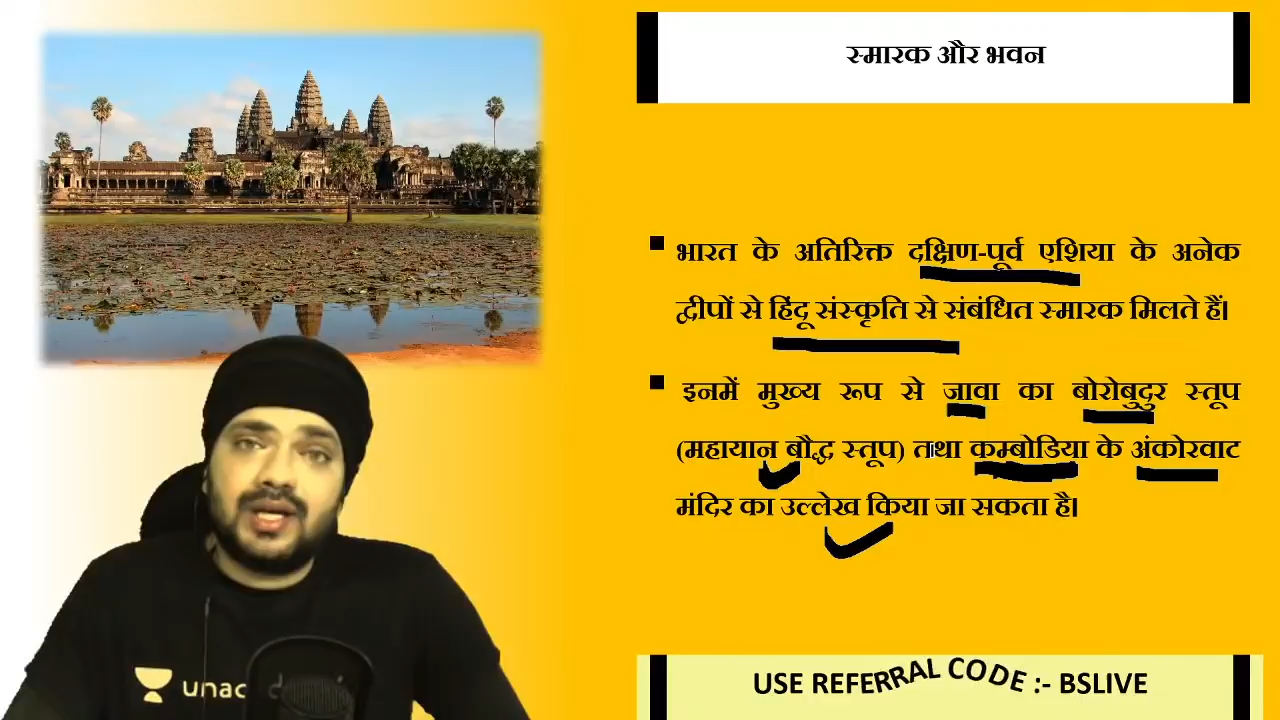 स्मारक और भवन
भारत के अतिरिक्त दक्षिण-पूर्व एशिया के अनेक
द्वीपों से हिंदू संस्कृति से संबंधित स्मारक मिलते हैं।
इनमें मुख्य रूप से जावा का बोरोबुदुर स्तूप
(महायान बौद्ध स्तूप) तथा कम्बोडिया के अंकोरवाट
मंदिर का उल्लेख किया जा सकता है।
unac
USE REFERRAL CODE :- BSLIVE